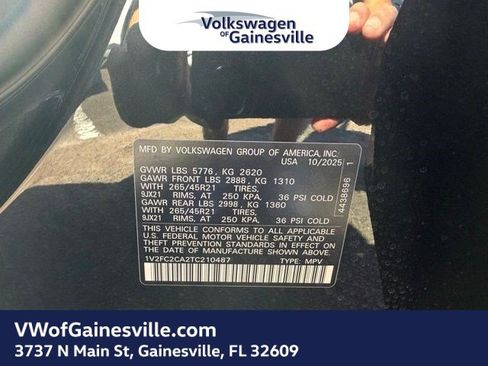 Volkswagen
OF Gainesville
MFD BY VOLKSWAGEN GROUP OF AMERICA, INC.
USA 10/2025
GVWR LBS 5776, KG 2620
GAWR FRONT LBS 2888, KG 1310
WITH 265/45R21 TIRES,
9JX21 RIMS, AT 250 KPA, 36 PSI COLD
GAWR REAR LBS 2998, KG 1360
WITH 265/45R21 TIRES,
9JX21 RIMS, AT 250 KPA, 36 PSI COLD
THIS VEHICLE CONFORMS TO ALL APPLICABLE
U.S. FEDERAL MOTOR VEHICLE SAFETY AND
THEFT PREVENTION STANDARDS IN EFFECT ON THE
DATE OF MANUFACTURE SHOWN ABOVE.
1V2FC2CA2TC210487 TYPE: MPV
4438696 1
VWofGainesville.com
3737 N Main St, Gainesville, FL 32609